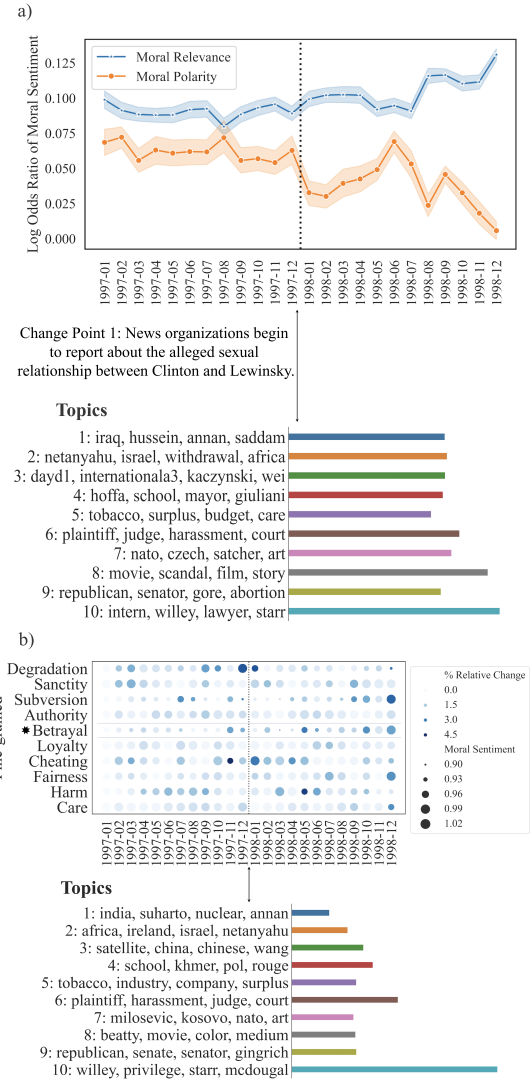 a)
Log Odds Ratio of Moral Sentiment
0.125
0.100
0.075
0.050
0.025
0.000
Moral Relevance
Moral Polarity
1997-01
1997-02
1997-03
1997-04
1997-05
1997-06
1997-07
1997-08
1997-09
1997-10
1997-11
1997-12
1998-01
1998-02
1998-03
1998-04
1998-05
1998-06
1998-07
1998-08
1998-09
1998-10
1998-11
1998-12
Change Point 1: News organizations begin
to report about the alleged sexual
relationship between Clinton and Lewinsky.
Topics
1: iraq, hussein, annan, saddam
2: netanyahu, israel, withdrawal, africa
3: dayd1, internationala3, kaczynski, wei
4: hoffa, school, mayor, giuliani
5: tobacco, surplus, budget, care
6: plaintiff, judge, harassment, court
7: nato, czech, satcher, art
8: movie, scandal, film, story
9: republican, senator, gore, abortion
10: intern, willey, lawyer, starr
b)
Degradation
Sanctity
Subversion
Authority
Betrayal
Loyalty
Cheating
Fairness
Harm
Care
1997-01
1997-02
1997-03
1997-04
1997-05
1997-06
1997-07
1997-08
1997-09
1997-10
1997-11
1997-12
1998-01
1998-02
1998-03
1998-04
1998-05
1998-06
1998-07
1998-08
1998-09
1998-10
1998-11
1998-12
% Relative Change
0.0
1.5
3.0
4.5
Moral Sentiment
0.90
0.93
0.96
0.99
1.02
Topics
1: india, suharto, nuclear, annan
2: africa, ireland, israel, netanyahu
3: satellite, china, chinese, wang
4: school, khmer, pol, rouge
5: tobacco, industry, company, surplus
6: plaintiff, harassment, judge, court
7: milosevic, kosovo, nato, art
8: beatty, movie, color, medium
9: republican, senate, senator, gingrich
10: willey, privilege, starr, mcdougal